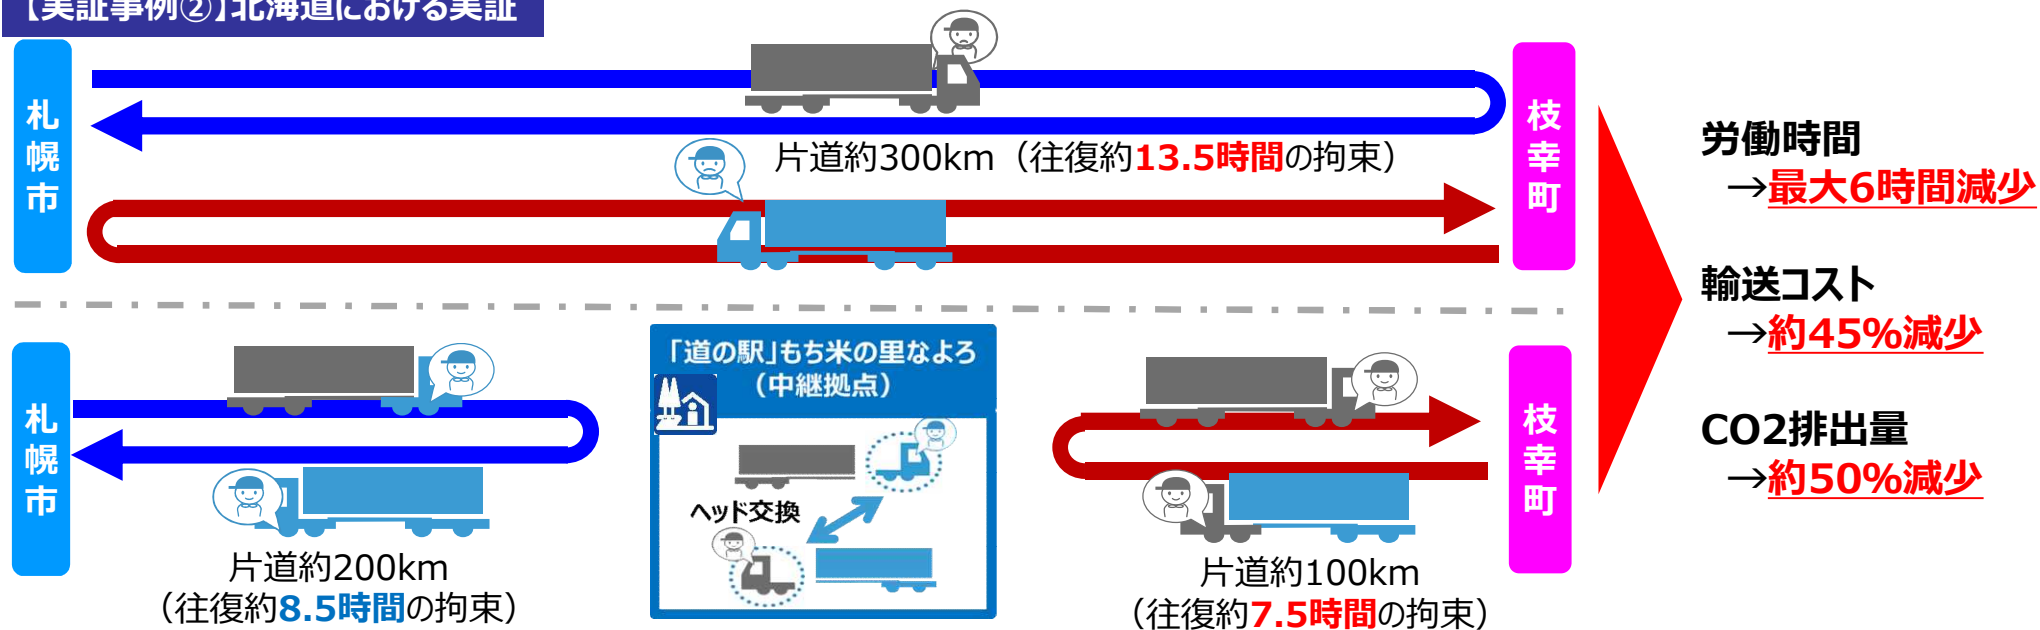 【実証事例②】北海道における実証
札幌市
枝幸町
片道約300km（往復約13.5時間の拘束）
札幌市
片道約200km
（往復約8.5時間の拘束）
「道の駅」もち米の里なよろ
（中継拠点）
ヘッド交換
枝幸町
片道約100km
（往復約7.5時間の拘束）
労働時間
→最大6時間減少
輸送コスト
→約45%減少
CO2排出量
→約50%減少